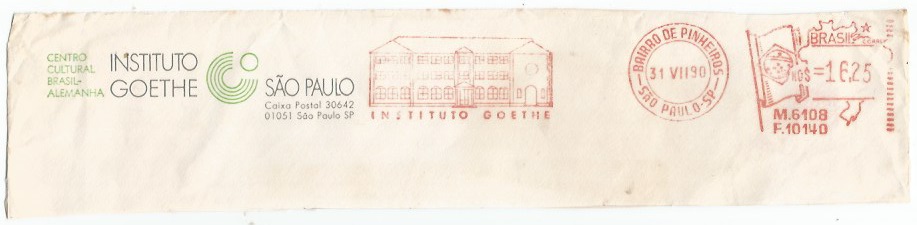 CENTRO
CULTURAL
BRASIL-
ALEMANHA
INSTITUTO
GOETHE
SÃO PAULO
Caixa Postal 30642
01051 São Paulo SP
INSTITUTO GOETHE
BAIRRO DE PINHEIROS
31 VII 90
SÃO PAULO-SP
BRASIL
CORREIO
NCz$ =16,25
M.6108
F.10140